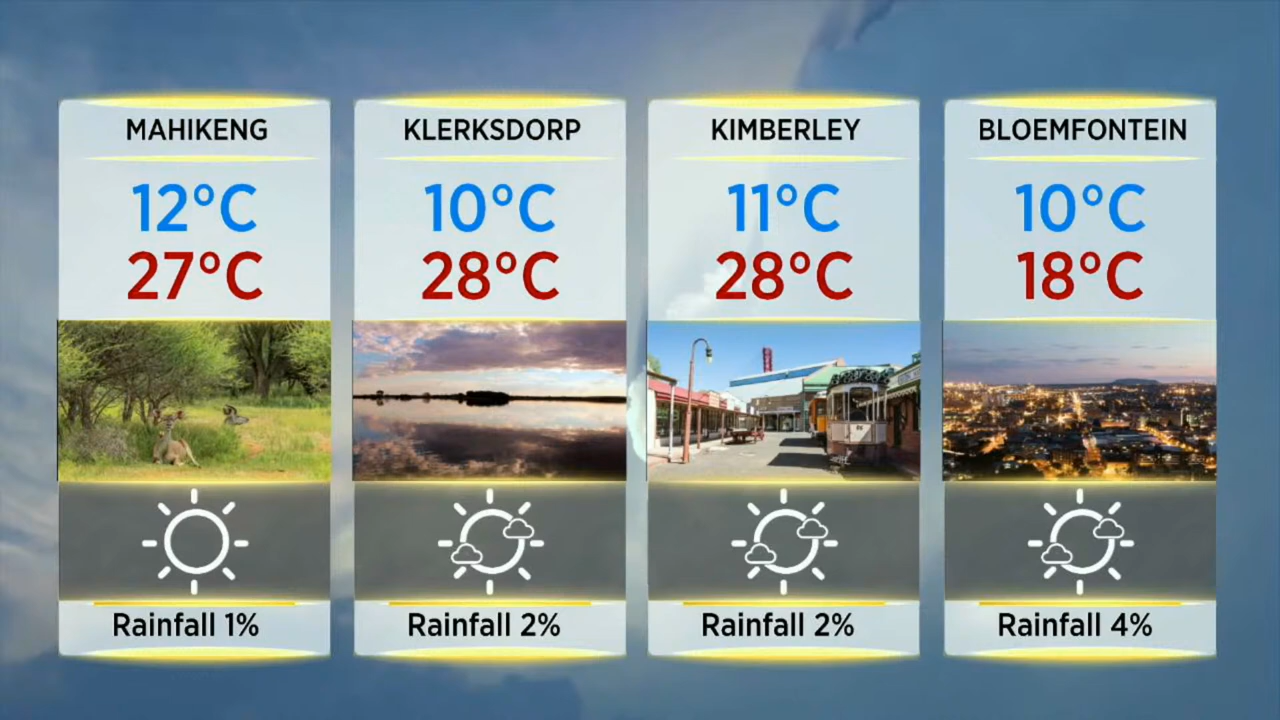 MAHIKENG
12°C
27°C
Rainfall 1%
KLERKSDORP
10°C
28°C
Rainfall 2%
KIMBERLEY
11°C
28°C
Rainfall 2%
BLOEMFONTEIN
10°C
18°C
Rainfall 4%